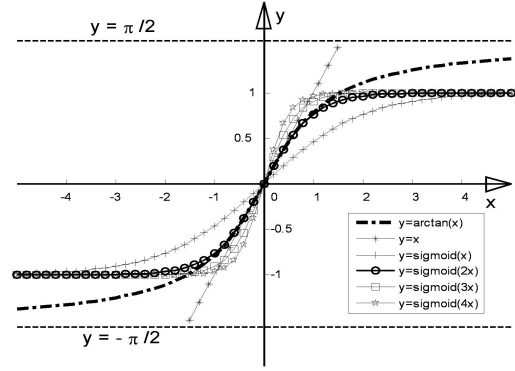 y = π /2
y
1
0.5
-4 -3 -2 -1 0 1 2 3 4
x
-0.5
-1
y=arctan(x)
y=x
y=sigmoid(x)
y=sigmoid(2x)
y=sigmoid(3x)
y=sigmoid(4x)
y = - π /2